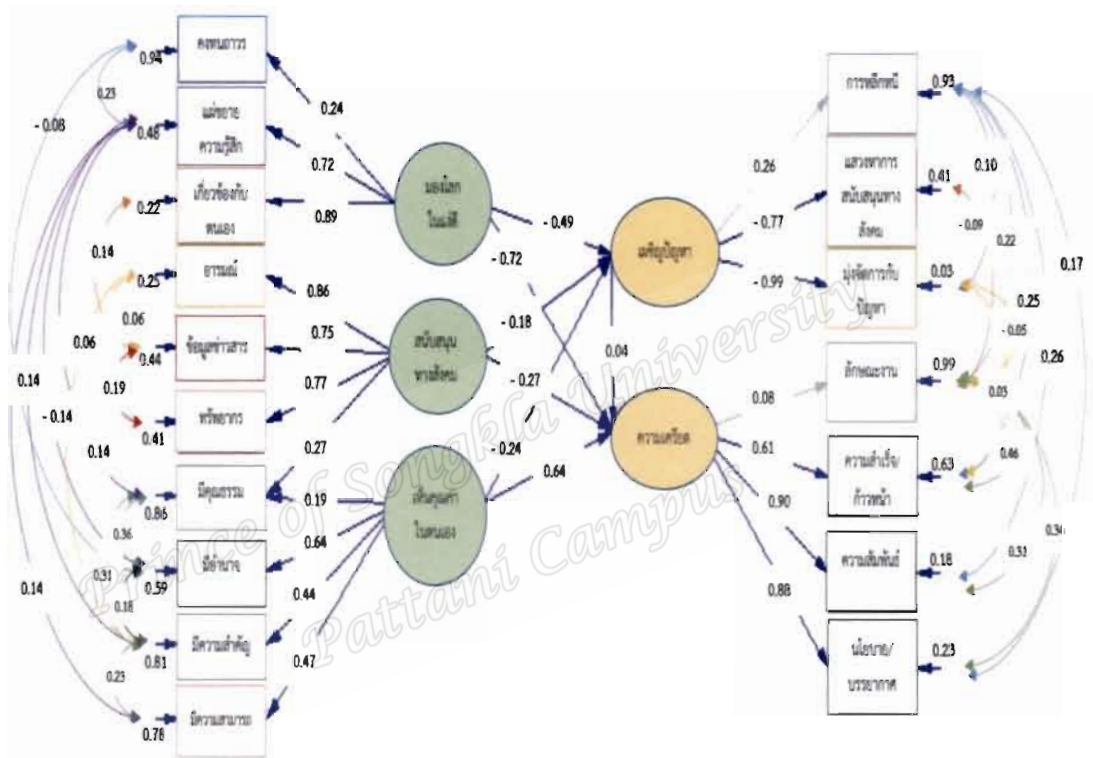 คงทนถาวร
0.94
0.23
- 0.08
แผ่ขยาย
ความรู้สึก
0.48
เกี่ยวข้องกับ
ตนเอง
0.22
0.14
อารมณ์
0.25
0.06
0.06
ข้อมูลข่าวสาร
0.44
0.14
0.19
ทรัพยากร
0.41
- 0.14
0.14
มีคุณธรรม
0.86
0.36
มีอำนาจ
0.59
0.31
0.18
0.14
มีความสำคัญ
0.81
0.23
มีความสามารถ
0.78
0.24
0.72
0.89
0.86
0.75
0.77
0.27
0.19
0.64
0.44
0.47
มองโลก
ในแง่ดี
สนับสนุน
ทางสังคม
เห็นคุณค่า
ในตนเอง
- 0.49
- 0.72
- 0.18
- 0.27
- 0.24
0.64
0.04
เผชิญปัญหา
ความเครียด
0.26
- 0.77
- 0.99
0.08
0.61
0.90
0.88
การหลีกหนี
0.93
แสวงหาการ
สนับสนุนทาง
สังคม
0.41
มุ่งจัดการกับ
ปัญหา
0.03
ลักษณะงาน
0.99
ความสำเร็จ/
ก้าวหน้า
0.63
ความสัมพันธ์
0.18
นโยบาย/
บรรยากาศ
0.23
0.10
- 0.09
0.22
0.17
0.25
- 0.05
0.26
0.46
Prince of Songkla University
Pattani Campus